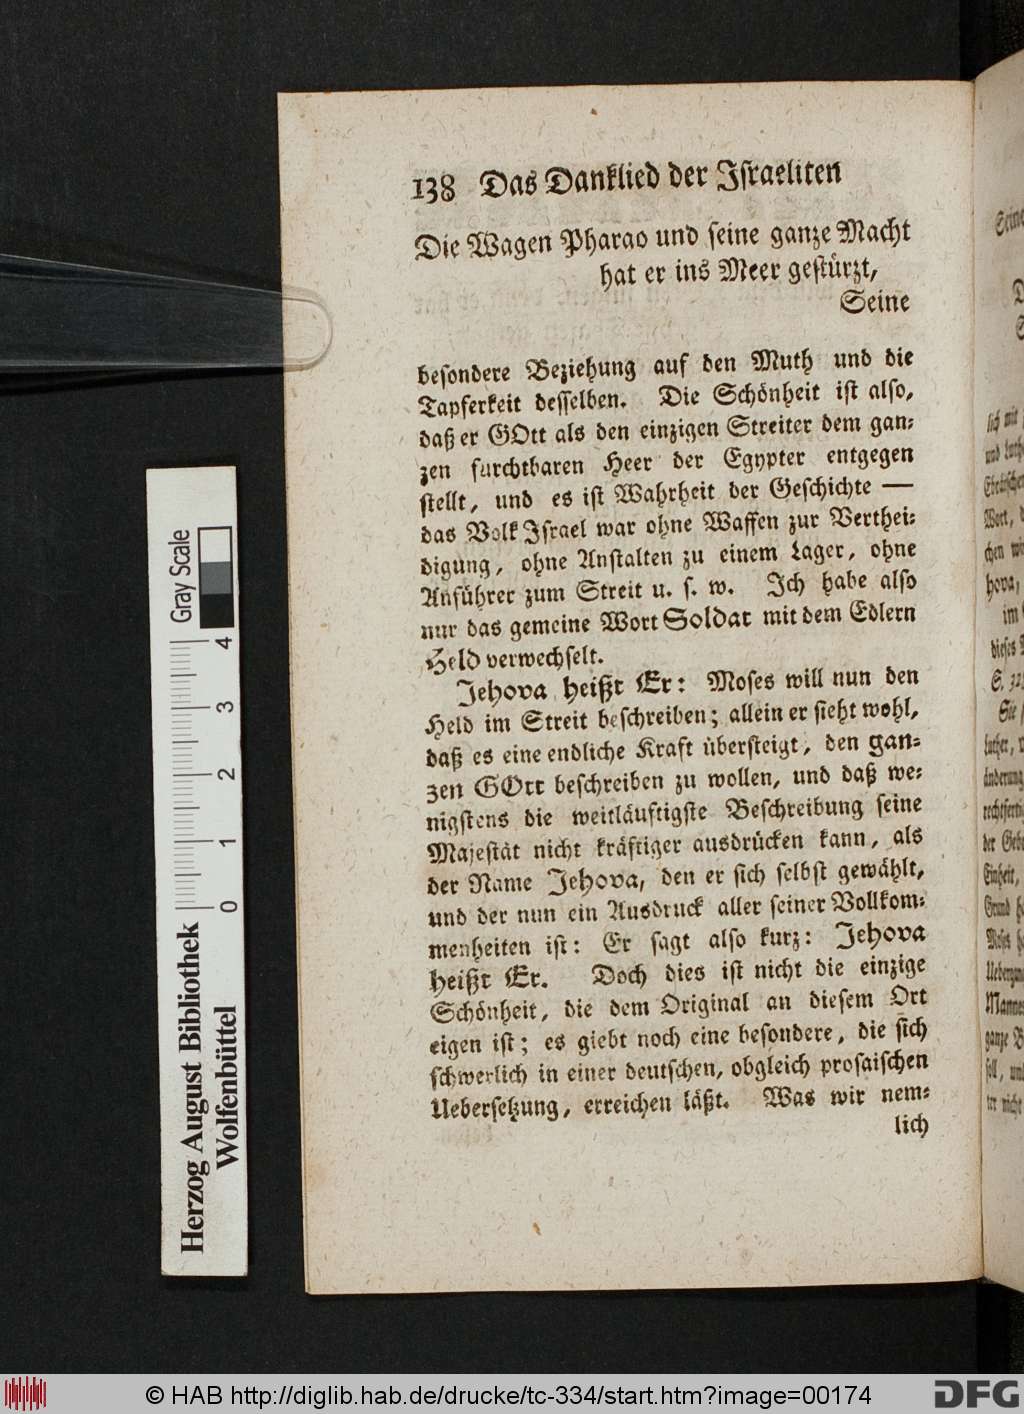 138 Das Danklied der Israeliten
Die Wagen Pharao und seine ganze Macht
hat er ins Meer gestürzt,
Seine
besondere Beziehung auf den Muth und die
Tapferkeit desselben. Die Schönheit ist also,
daß er GOtt als den einzigen Streiter dem gan-
zen furchtbaren Heer der Egypter entgegen
stellt, und es ist Wahrheit der Geschichte —
das Volk Israel war ohne Waffen zur Verthei-
digung, ohne Anstalten zu einem Lager, ohne
Anführer zum Streit u. s. w. Ich habe also
nur das gemeine Wort Soldat mit dem Edlern
Held verwechselt.
Jehova heißt Er: Moses will nun den
Held im Streit beschreiben; allein er sieht wohl,
daß es eine endliche Kraft übersteigt, den gan-
zen GOtt beschreiben zu wollen, und daß we-
nigstens die weitläuftigste Beschreibung seine
Majestät nicht kräftiger ausdrücken kann, als
der Name Jehova, den er sich selbst gewählt,
und der nun ein Ausdruck aller seiner Vollkom-
menheiten ist: Er sagt also kurz: Jehova
heißt Er. Doch dies ist nicht die einzige
Schönheit, die dem Original an diesem Ort
eigen ist; es giebt noch eine besondere, die sich
schwerlich in einer deutschen, obgleich prosaischen
Uebersetzung, erreichen läßt. Was wir nem-
lich
Gray Scale
4
3
2
1
0
Herzog August Bibliothek
Wolfenbüttel
© HAB http://diglib.hab.de/drucke/tc-334/start.htm?image=00174
DFG